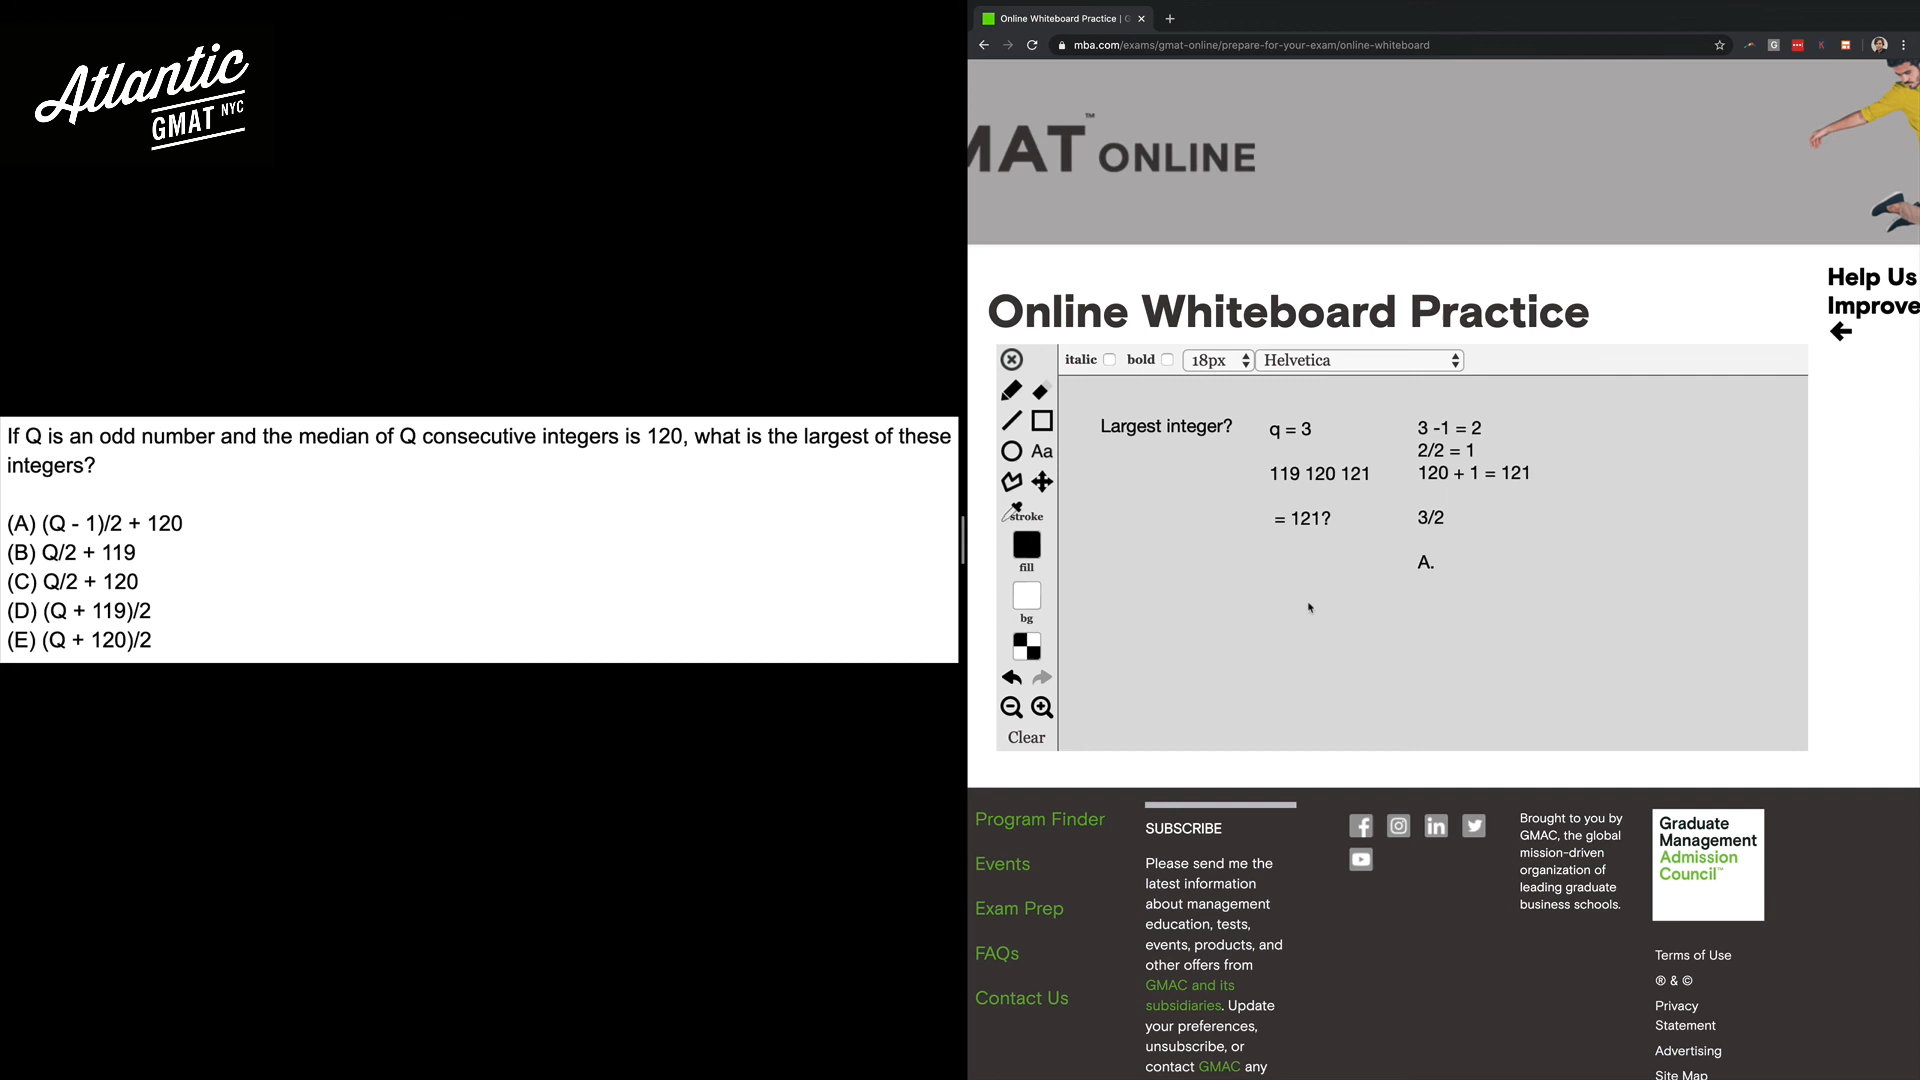 Atlantic
GMAT NYC
If Q is an odd number and the median of Q consecutive integers is 120, what is the largest of these
integers?
(A) (Q - 1)/2 + 120
(B) Q/2 + 119
(C) Q/2 + 120
(D) (Q + 119)/2
(E) (Q + 120)/2
Online Whiteboard Practice | G
mba.com/exams/gmat-online/prepare-for-your-exam/online-whiteboard
MAT™ ONLINE
Online Whiteboard Practice
Help Us
Improve
italic bold 18px Helvetica
Aa
stroke
fill
bg
Clear
Largest integer?
q = 3
119 120 121
= 121?
3 -1 = 2
2/2 = 1
120 + 1 = 121
3/2
A.
Program Finder
Events
Exam Prep
FAQs
Contact Us
SUBSCRIBE
Please send me the
latest information
about management
education, tests,
events, products, and
other offers from
GMAC and its
subsidiaries. Update
your preferences,
unsubscribe, or
contact GMAC any
Brought to you by
GMAC, the global
mission-driven
organization of
leading graduate
business schools.
Graduate
Management
Admission
Council™
Terms of Use
® & ©
Privacy
Statement
Advertising
Site Map